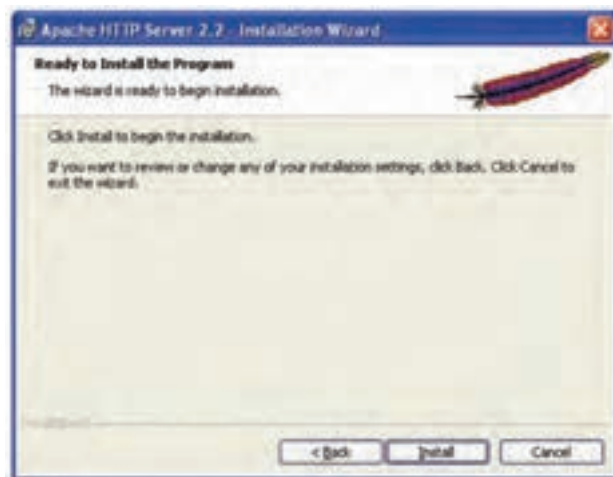 Apache HTTP Server 2.2 - Installation Wizard
Ready to Install the Program
The wizard is ready to begin installation.
Click Install to begin the installation.
If you want to review or change any of your installation settings, click Back. Click Cancel to
exit the wizard.
< Back
Install
Cancel